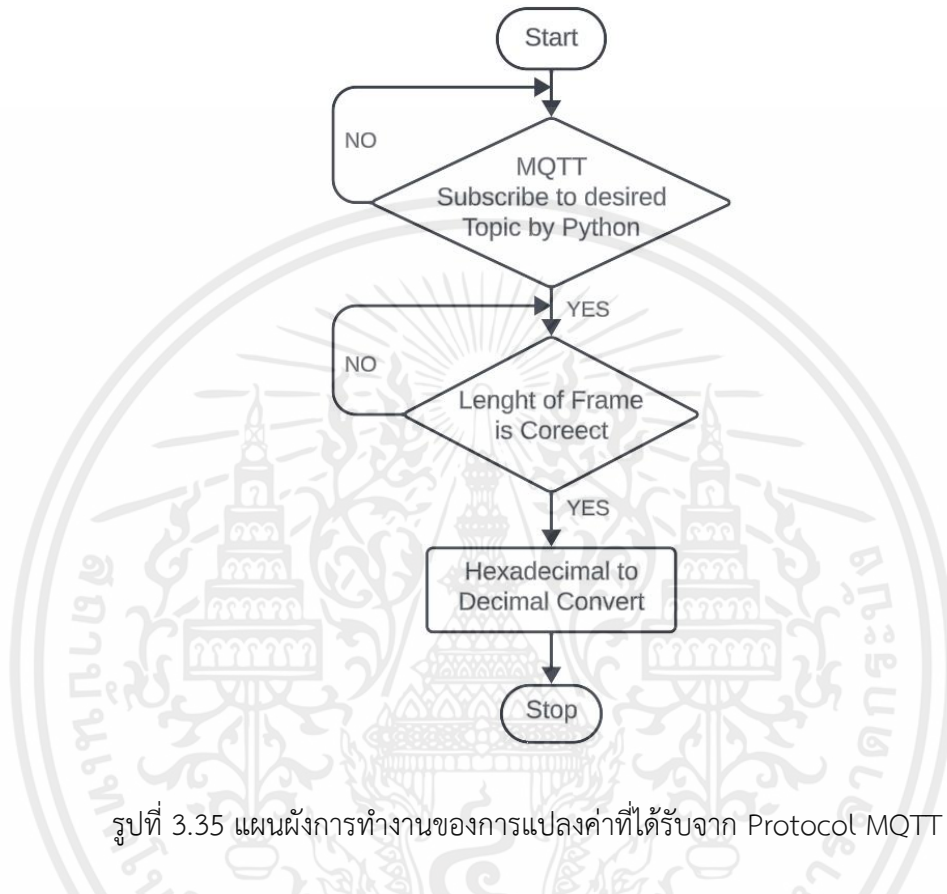 Start
NO
MQTT
Subscribe to desired
Topic by Python
YES
NO
Lenght of Frame
is Coreect
YES
Hexadecimal to
Decimal Convert
Stop
รูปที่ 3.35 แผนผังการทำงานของการแปลงค่าที่ได้รับจาก Protocol MQTT